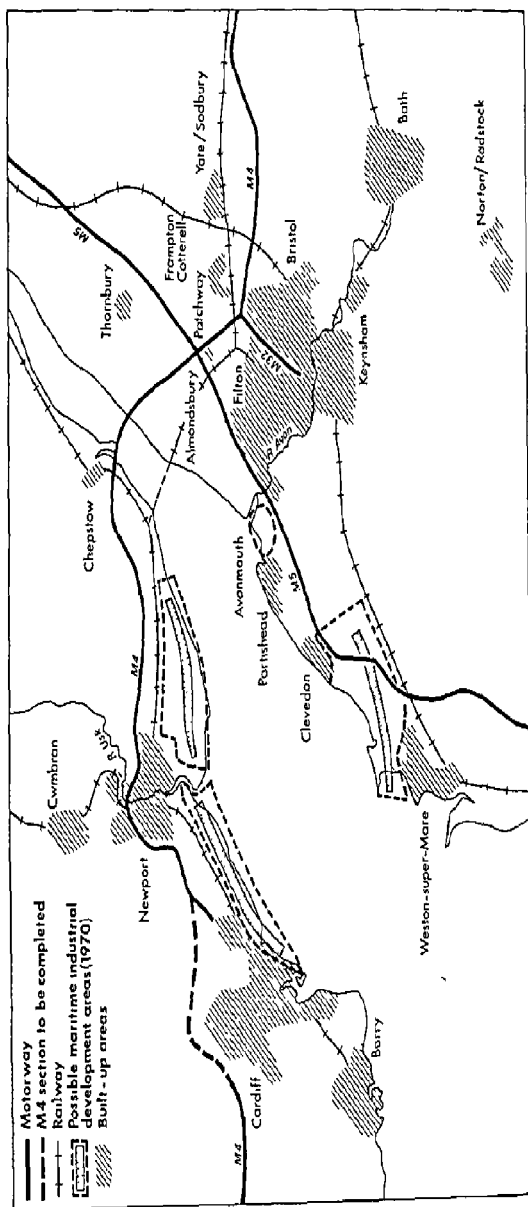 Motorway
M4 section to be completed
Railway
Possible maritime industrial
development areas (1970)
Built-up areas
M4
Cardiff
Barry
Newport
Cwmbran
R. Usk
M4
Chepstow
Thornbury
M5
Almondsbury
Patchway
Frampton
Cotterell
Yate/Sodbury
M4
Filton
M32
Bristol
R. Avon
Avonmouth
Portishead
M5
Clevedon
Weston-super-Mare
Keynsham
Bath
Norton/Radstock